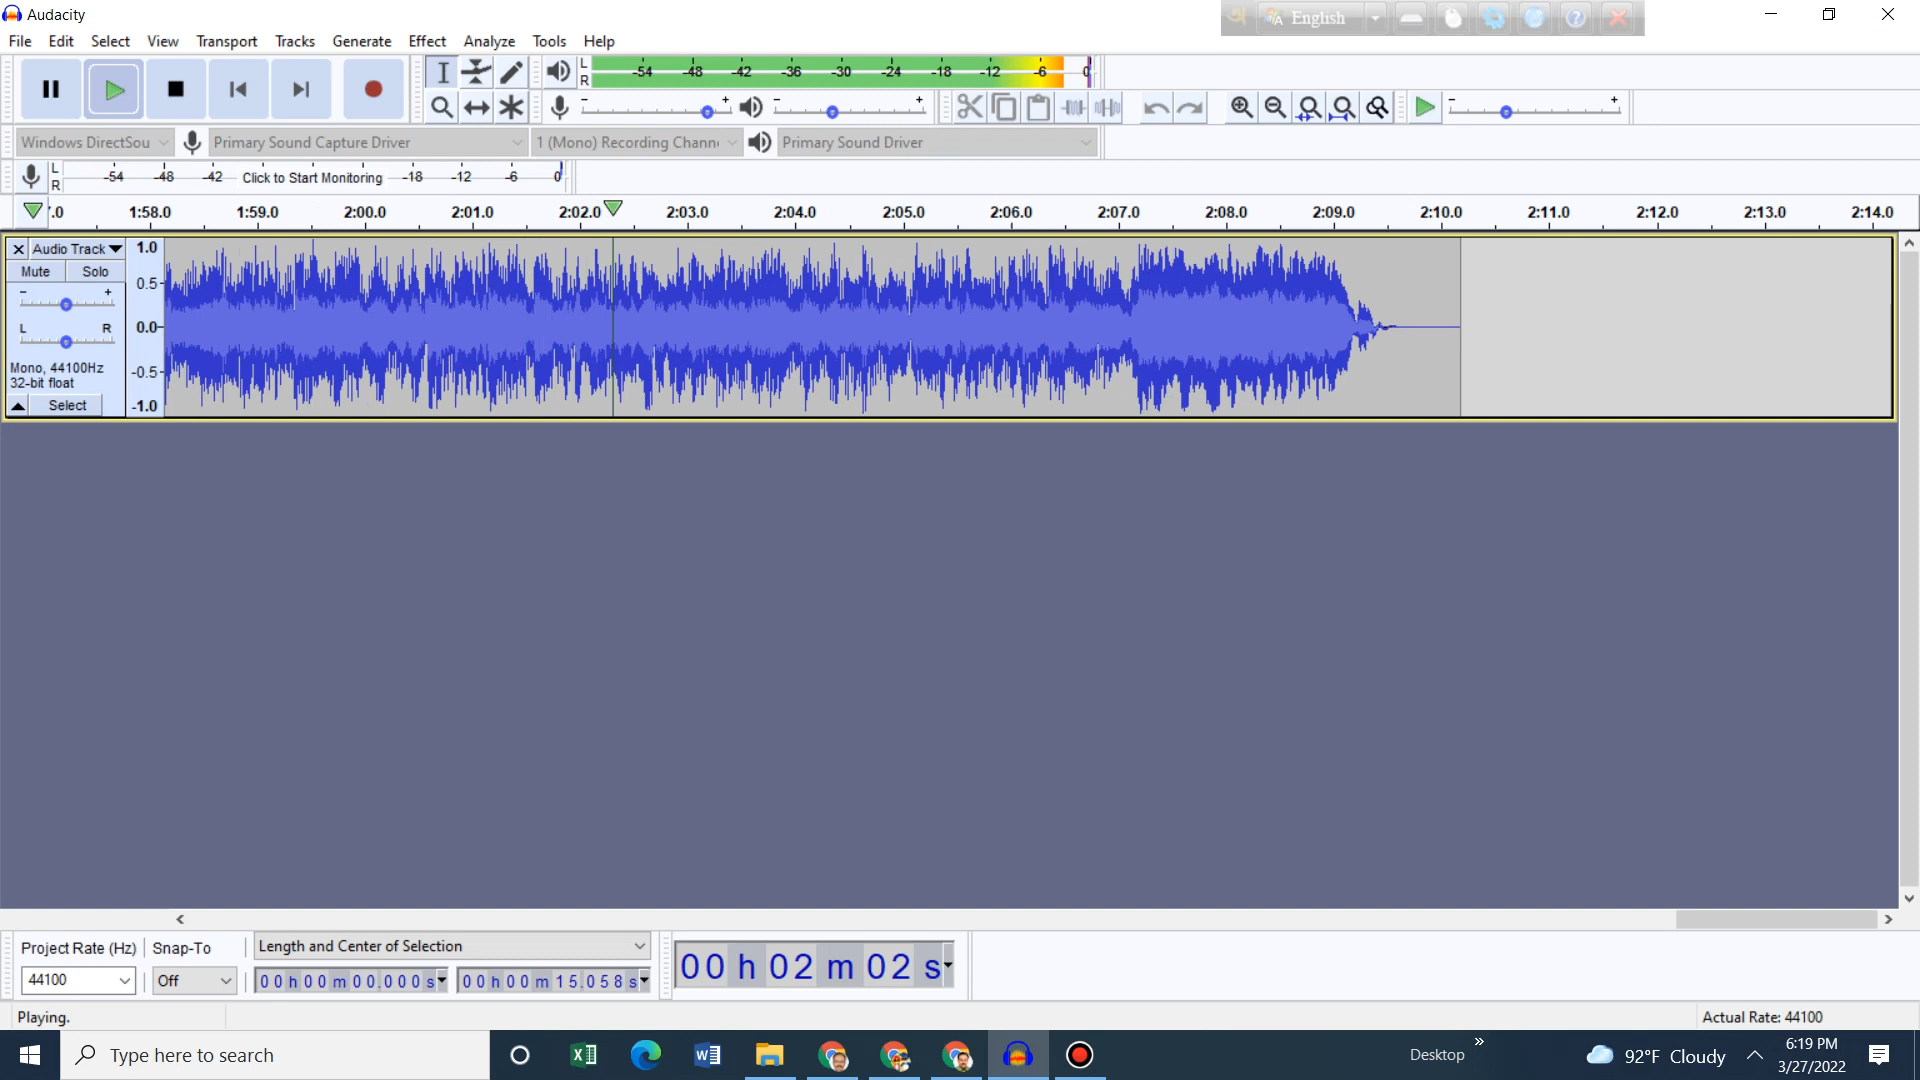 Audacity
English
File Edit Select View Transport Tracks Generate Effect Analyze Tools Help
L -54 -48 -42 -36 -30 -24 -18 -12 -6 0
R
- + - + - +
Windows DirectSou Primary Sound Capture Driver 1 (Mono) Recording Chann Primary Sound Driver
L -54 -48 -42 Click to Start Monitoring -18 -12 -6 0
R
1:58.0 1:59.0 2:00.0 2:01.0 2:02.0 2:03.0 2:04.0 2:05.0 2:06.0 2:07.0 2:08.0 2:09.0 2:10.0 2:11.0 2:12.0 2:13.0 2:14.0
Audio Track 1.0
Mute Solo
- + 0.5
L R 0.0
Mono, 44100Hz -0.5
32-bit float
Select -1.0
Project Rate (Hz) Snap-To Length and Center of Selection
44100 Off 00 h 00 m 00.000 s 00 h 00 m 15.058 s 00 h 02 m 02 s
Playing. Actual Rate: 44100
Type here to search Desktop 92°F Cloudy 6:19 PM
3/27/2022